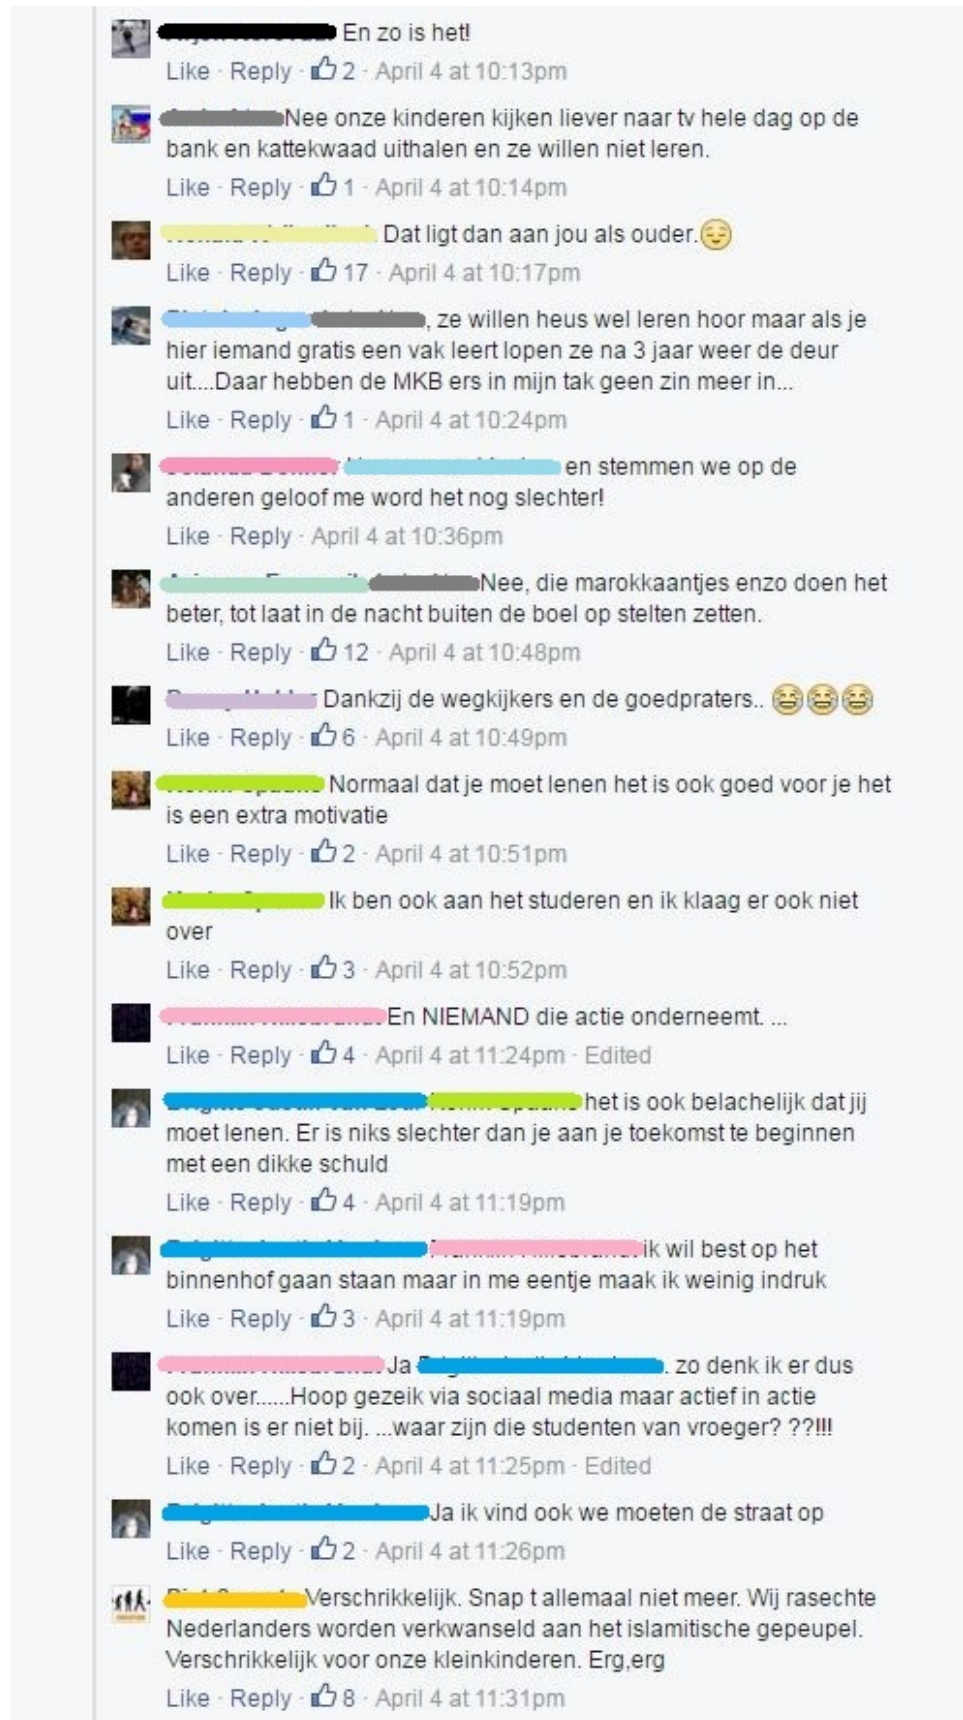 En zo is het!
Like · Reply · 2 · April 4 at 10:13pm
Nee onze kinderen kijken liever naar tv hele dag op de
bank en kattekwaad uithalen en ze willen niet leren.
Like · Reply · 1 · April 4 at 10:14pm
Dat ligt dan aan jou als ouder.
Like · Reply · 17 · April 4 at 10:17pm
, ze willen heus wel leren hoor maar als je
hier iemand gratis een vak leert lopen ze na 3 jaar weer de deur
uit....Daar hebben de MKB ers in mijn tak geen zin meer in...
Like · Reply · 1 · April 4 at 10:24pm
en stemmen we op de
anderen geloof me word het nog slechter!
Like · Reply · April 4 at 10:36pm
Nee, die marokkaantjes enzo doen het
beter, tot laat in de nacht buiten de boel op stelten zetten.
Like · Reply · 12 · April 4 at 10:48pm
Dankzij de wegkijkers en de goedpraters..
Like · Reply · 6 · April 4 at 10:49pm
Normaal dat je moet lenen het is ook goed voor je het
is een extra motivatie
Like · Reply · 2 · April 4 at 10:51pm
Ik ben ook aan het studeren en ik klaag er ook niet
over
Like · Reply · 3 · April 4 at 10:52pm
En NIEMAND die actie onderneemt. ...
Like · Reply · 4 · April 4 at 11:24pm · Edited
het is ook belachelijk dat jij
moet lenen. Er is niks slechter dan je aan je toekomst te beginnen
met een dikke schuld
Like · Reply · 4 · April 4 at 11:19pm
ik wil best op het
binnenhof gaan staan maar in me eentje maak ik weinig indruk
Like · Reply · 3 · April 4 at 11:19pm
Ja . zo denk ik er dus
ook over......Hoop gezeik via sociaal media maar actief in actie
komen is er niet bij. ...waar zijn die studenten van vroeger? ??!!!
Like · Reply · 2 · April 4 at 11:25pm · Edited
Ja ik vind ook we moeten de straat op
Like · Reply · 2 · April 4 at 11:26pm
Verschrikkelijk. Snap t allemaal niet meer. Wij rasechte
Nederlanders worden verkwanseld aan het islamitische gepeupel.
Verschrikkelijk voor onze kleinkinderen. Erg,erg
Like · Reply · 8 · April 4 at 11:31pm